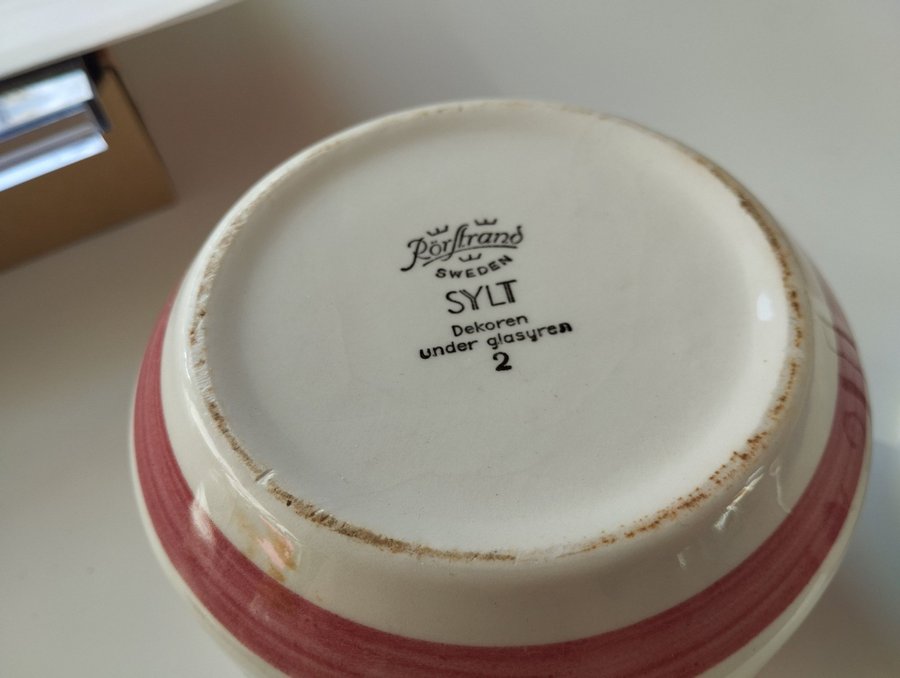 Rörstrand
SWEDEN
SYLT
Dekoren
under glasyren
2